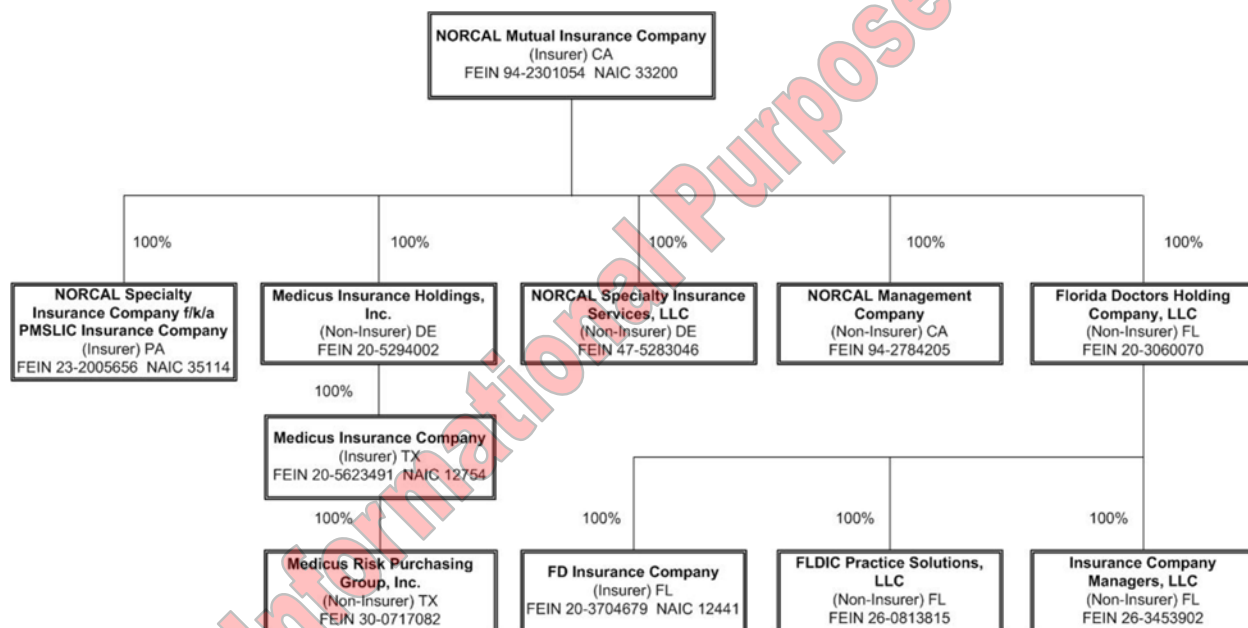 NORCAL Mutual Insurance Company
(Insurer) CA
FEIN 94-2301054 NAIC 33200
100%
100%
100%
100%
100%
NORCAL Specialty
Insurance Company f/k/a
PMSLIC Insurance Company
(Insurer) PA
FEIN 23-2005656 NAIC 35114
Medicus Insurance Holdings,
Inc.
(Non-Insurer) DE
FEIN 20-5294002
NORCAL Specialty Insurance
Services, LLC
(Non-Insurer) DE
FEIN 47-5283046
NORCAL Management
Company
(Non-Insurer) CA
FEIN 94-2784205
Florida Doctors Holding
Company, LLC
(Non-Insurer) FL
FEIN 20-3060070
100%
Medicus Insurance Company
(Insurer) TX
FEIN 20-5623491 NAIC 12754
100%
100%
100%
100%
Medicus Risk Purchasing
Group, Inc.
(Non-Insurer) TX
FEIN 30-0717082
FD Insurance Company
(Insurer) FL
FEIN 20-3704679 NAIC 12441
FLDIC Practice Solutions,
LLC
(Non-Insurer) FL
FEIN 26-0813815
Insurance Company
Managers, LLC
(Non-Insurer) FL
FEIN 26-3453902
Informational Purpose